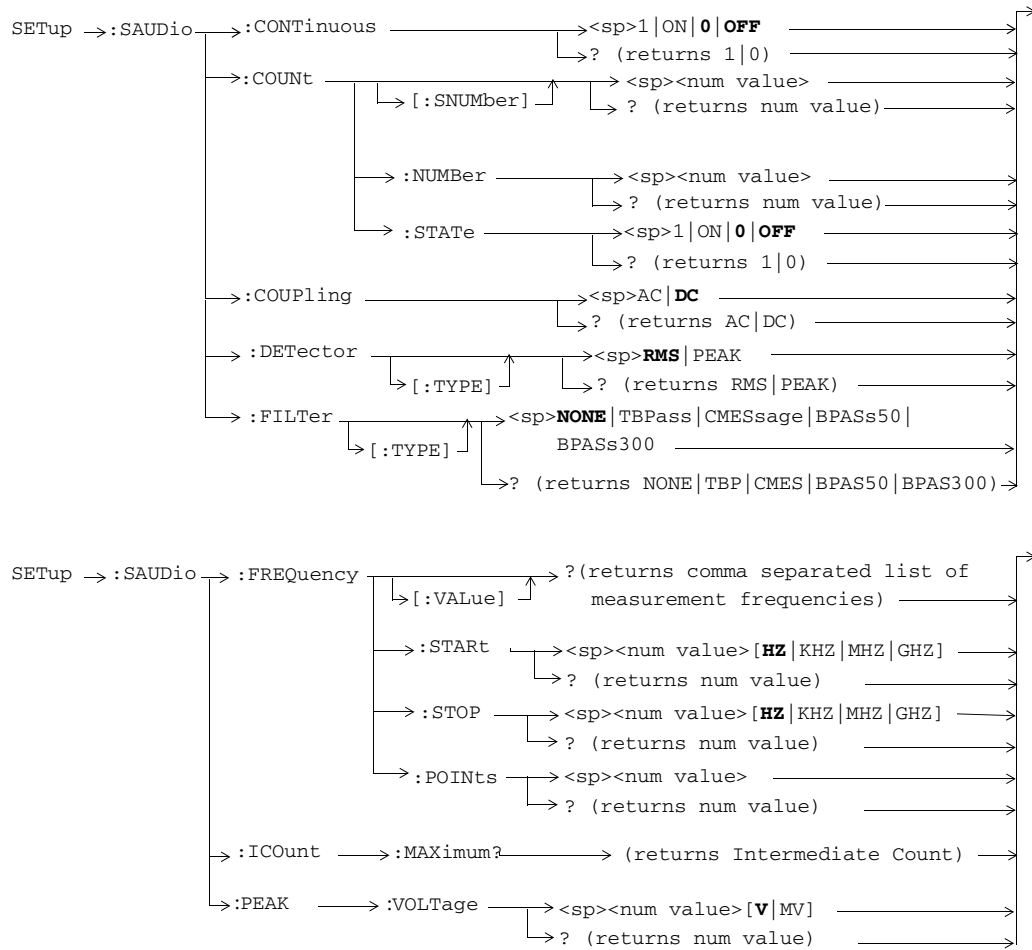 SETup :SAUDio :CONTinuous <sp>1|ON|0|OFF
? (returns 1|0)
:COUNt <sp><num value>
[:SNUMber] ? (returns num value)
:NUMBer <sp><num value>
? (returns num value)
:STATe <sp>1|ON|0|OFF
? (returns 1|0)
:COUPling <sp>AC|DC
? (returns AC|DC)
:DETector <sp>RMS|PEAK
[:TYPE] ? (returns RMS|PEAK)
:FILTer <sp>NONE|TBPass|CMESsage|BPASs50|
[:TYPE] BPASs300
? (returns NONE|TBP|CMES|BPAS50|BPAS300)
SETup :SAUDio :FREQuency ?(returns comma separated list of
[:VALue] measurement frequencies)
:STARt <sp><num value>[HZ|KHZ|MHZ|GHZ]
? (returns num value)
:STOP <sp><num value>[HZ|KHZ|MHZ|GHZ]
? (returns num value)
:POINts <sp><num value>
? (returns num value)
:ICOunt :MAXimum? (returns Intermediate Count)
:PEAK :VOLTage <sp><num value>[V|MV]
? (returns num value)